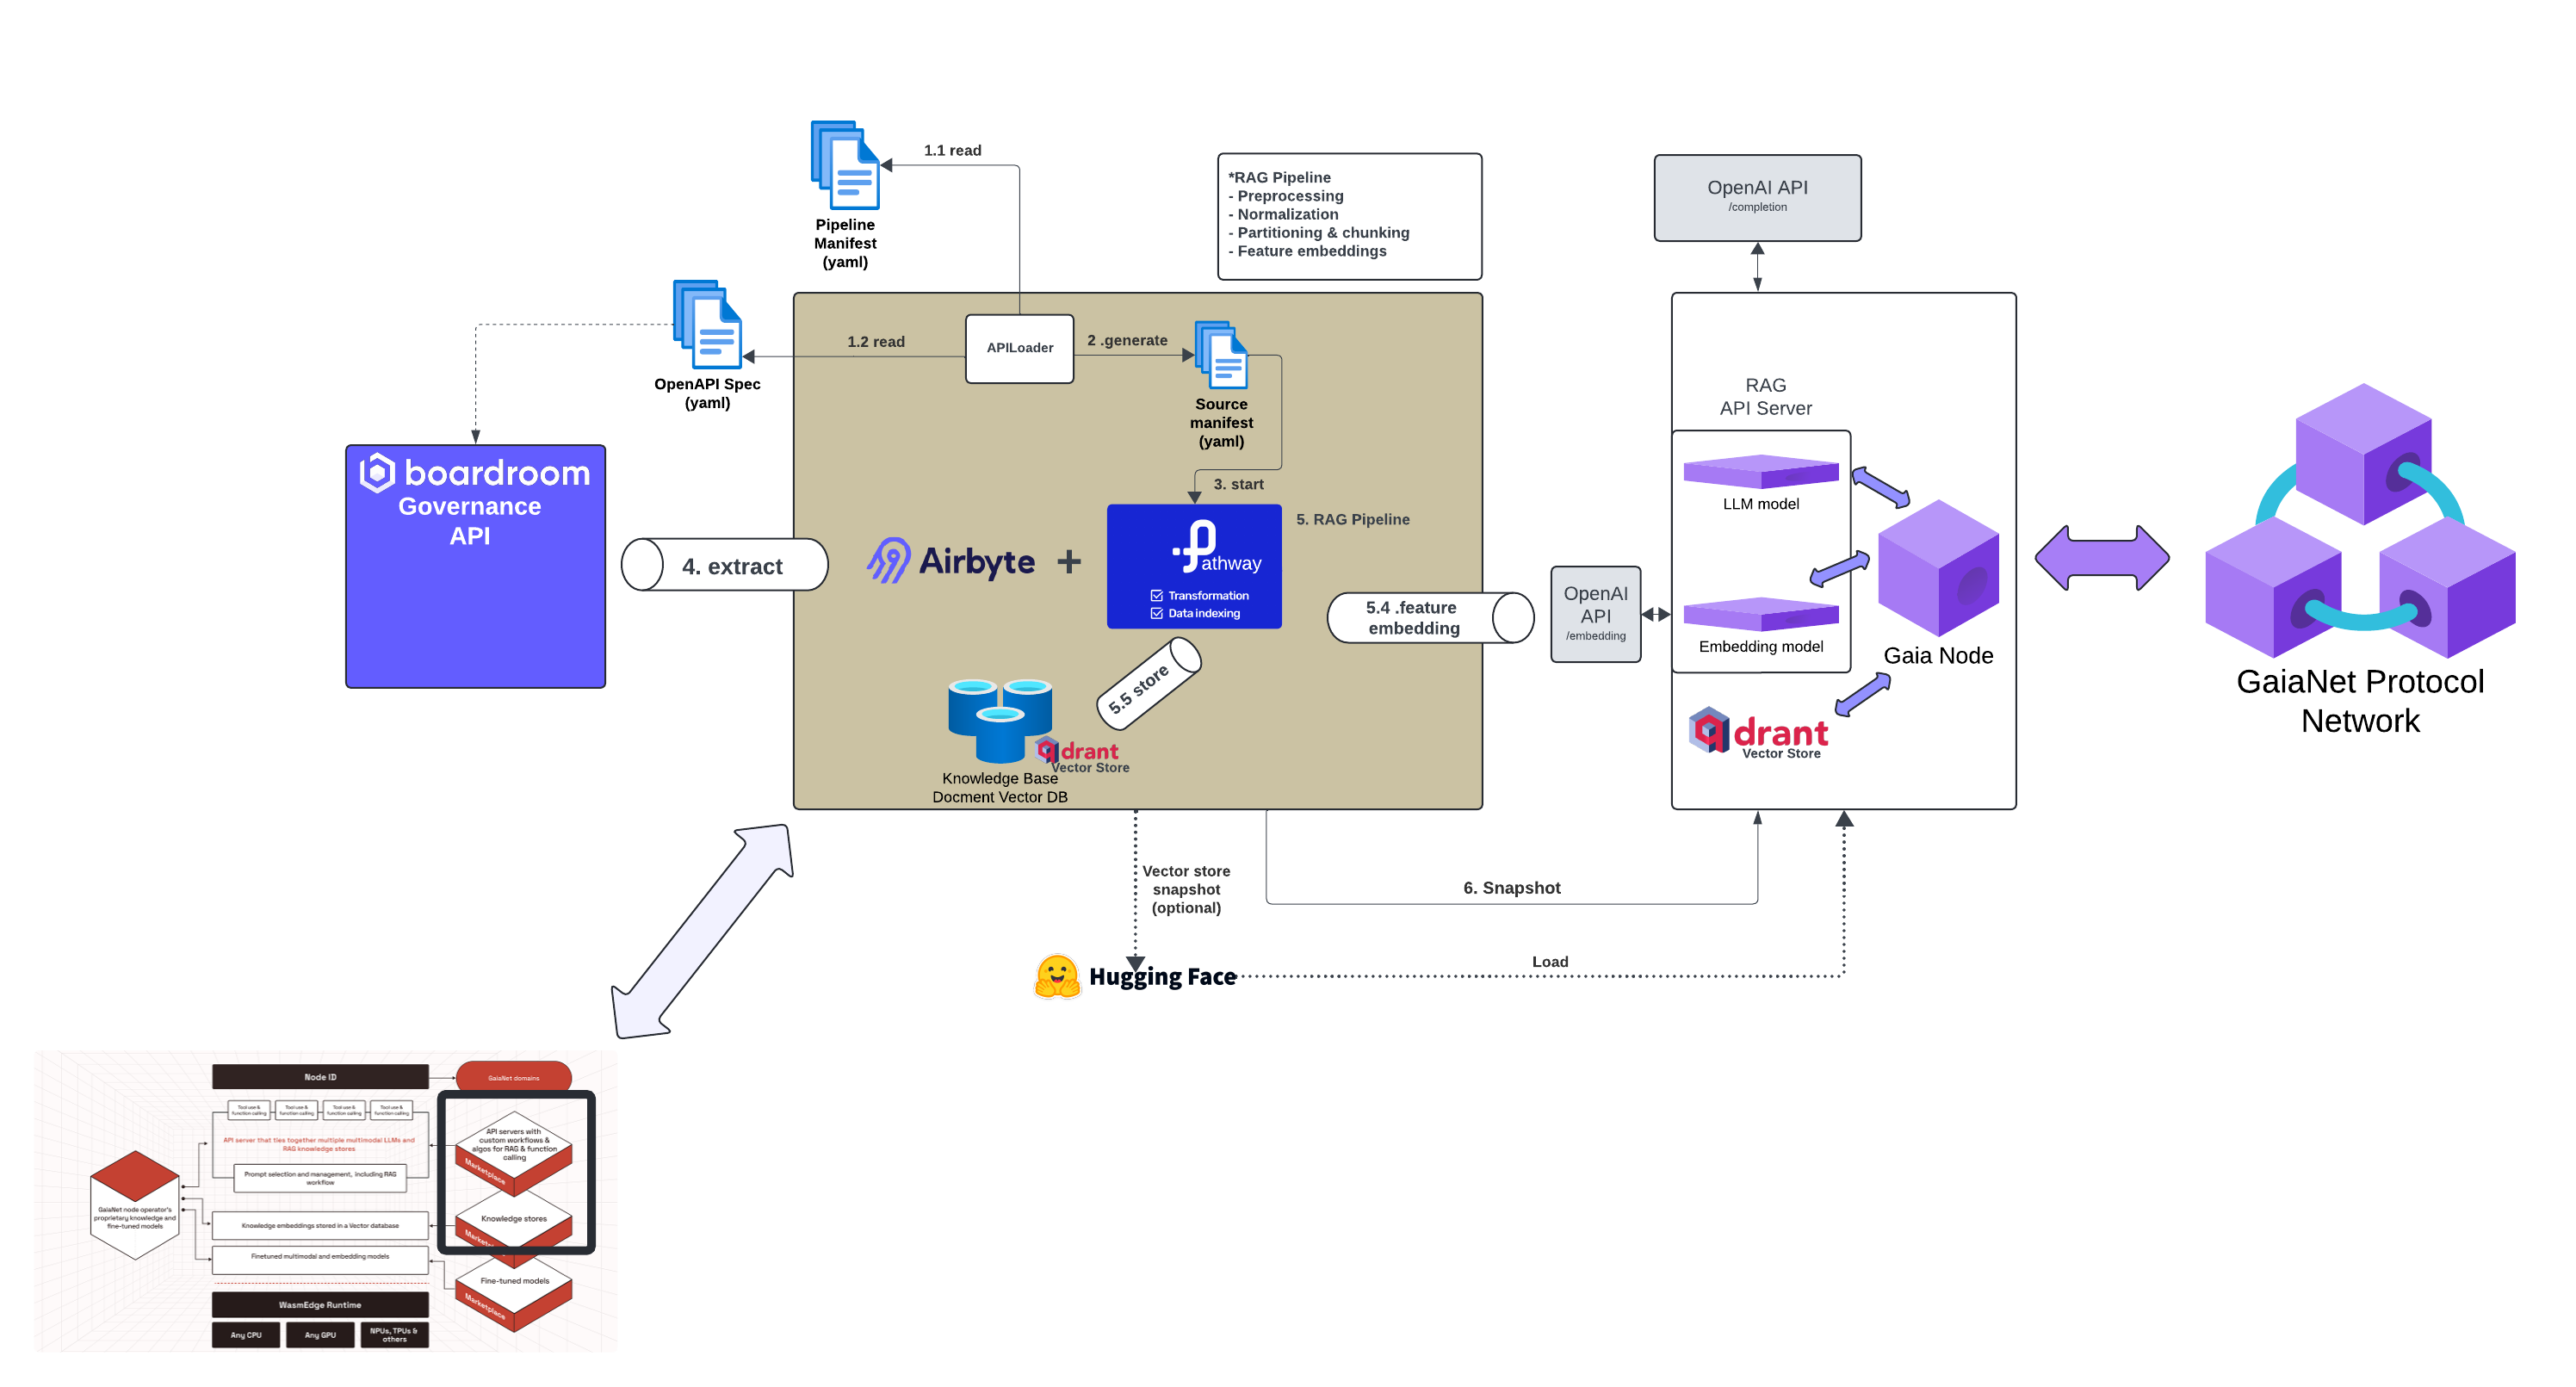 1.1 read
Pipeline
Manifest
(yaml)
*RAG Pipeline
- Preprocessing
- Normalization
- Partitioning & chunking
- Feature embeddings
OpenAI API
/completion
OpenAPI Spec
(yaml)
1.2 read
APILoader
2 .generate
Source
manifest
(yaml)
3. start
boardroom
Governance
API
4. extract
Airbyte
+
Pathway
Transformation
Data indexing
5. RAG Pipeline
5.4 .feature
embedding
5.5 store
Knowledge Base
Docment Vector DB
qdrant
Vector Store
OpenAI
API
/embedding
RAG
API Server
LLM model
Embedding model
Gaia Node
qdrant
Vector Store
GaiaNet Protocol
Network
Vector store
snapshot
(optional)
6. Snapshot
Hugging Face
Load
Node ID
GaiaNet domains
Tool use &
function calling
Tool use &
function calling
Tool use &
function calling
Tool use &
function calling
API server that ties together multiple multimodal LLMs and
RAG knowledge stores
Prompt selection and management, including RAG
workflow
API servers with
custom workflows &
algos for RAG & function
calling
Marketplace
GaiaNet node operator's
proprietary knowledge and
fine-tuned models
Knowledge embeddings stored in a Vector database
Knowledge stores
Finetuned multimodal and embedding models
Fine-tuned models
Marketplace
WasmEdge Runtime
Any CPU
Any GPU
NPUs, TPUs &
others